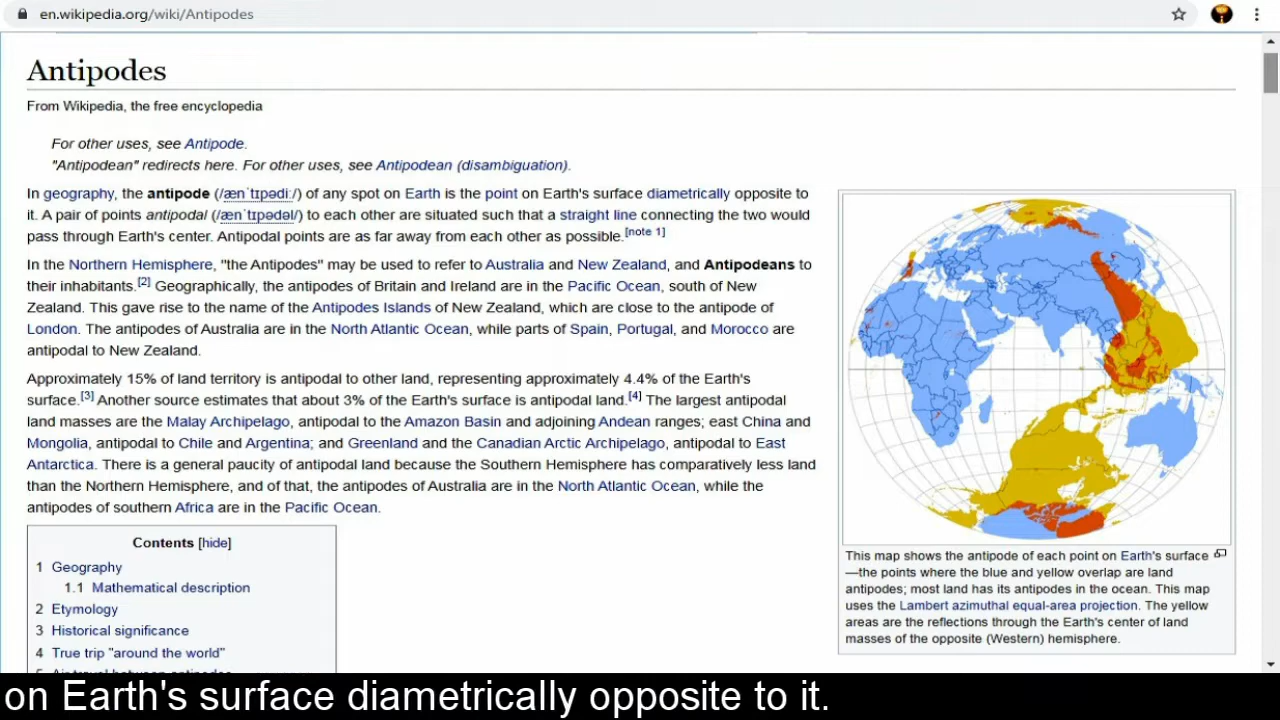 en.wikipedia.org/wiki/Antipodes
Antipodes
From Wikipedia, the free encyclopedia
For other uses, see Antipode.
"Antipodean" redirects here. For other uses, see Antipodean (disambiguation).
In geography, the antipode (/ænˈtɪpədiː/) of any spot on Earth is the point on Earth's surface diametrically opposite to
it. A pair of points antipodal (/ænˈtɪpədəl/) to each other are situated such that a straight line connecting the two would
pass through Earth's center. Antipodal points are as far away from each other as possible.[note 1]
In the Northern Hemisphere, "the Antipodes" may be used to refer to Australia and New Zealand, and Antipodeans to
their inhabitants.[2] Geographically, the antipodes of Britain and Ireland are in the Pacific Ocean, south of New
Zealand. This gave rise to the name of the Antipodes Islands of New Zealand, which are close to the antipode of
London. The antipodes of Australia are in the North Atlantic Ocean, while parts of Spain, Portugal, and Morocco are
antipodal to New Zealand.
Approximately 15% of land territory is antipodal to other land, representing approximately 4.4% of the Earth's
surface.[3] Another source estimates that about 3% of the Earth's surface is antipodal land.[4] The largest antipodal
land masses are the Malay Archipelago, antipodal to the Amazon Basin and adjoining Andean ranges; east China and
Mongolia, antipodal to Chile and Argentina; and Greenland and the Canadian Arctic Archipelago, antipodal to East
Antarctica. There is a general paucity of antipodal land because the Southern Hemisphere has comparatively less land
than the Northern Hemisphere, and of that, the antipodes of Australia are in the North Atlantic Ocean, while the
antipodes of southern Africa are in the Pacific Ocean.
Contents [hide]
1 Geography
1.1 Mathematical description
2 Etymology
3 Historical significance
4 True trip "around the world"
5 Air travel between antipodes
This map shows the antipode of each point on Earth's surface
—the points where the blue and yellow overlap are land
antipodes; most land has its antipodes in the ocean. This map
uses the Lambert azimuthal equal-area projection. The yellow
areas are the reflections through the Earth's center of land
masses of the opposite (Western) hemisphere.
on Earth's surface diametrically opposite to it.